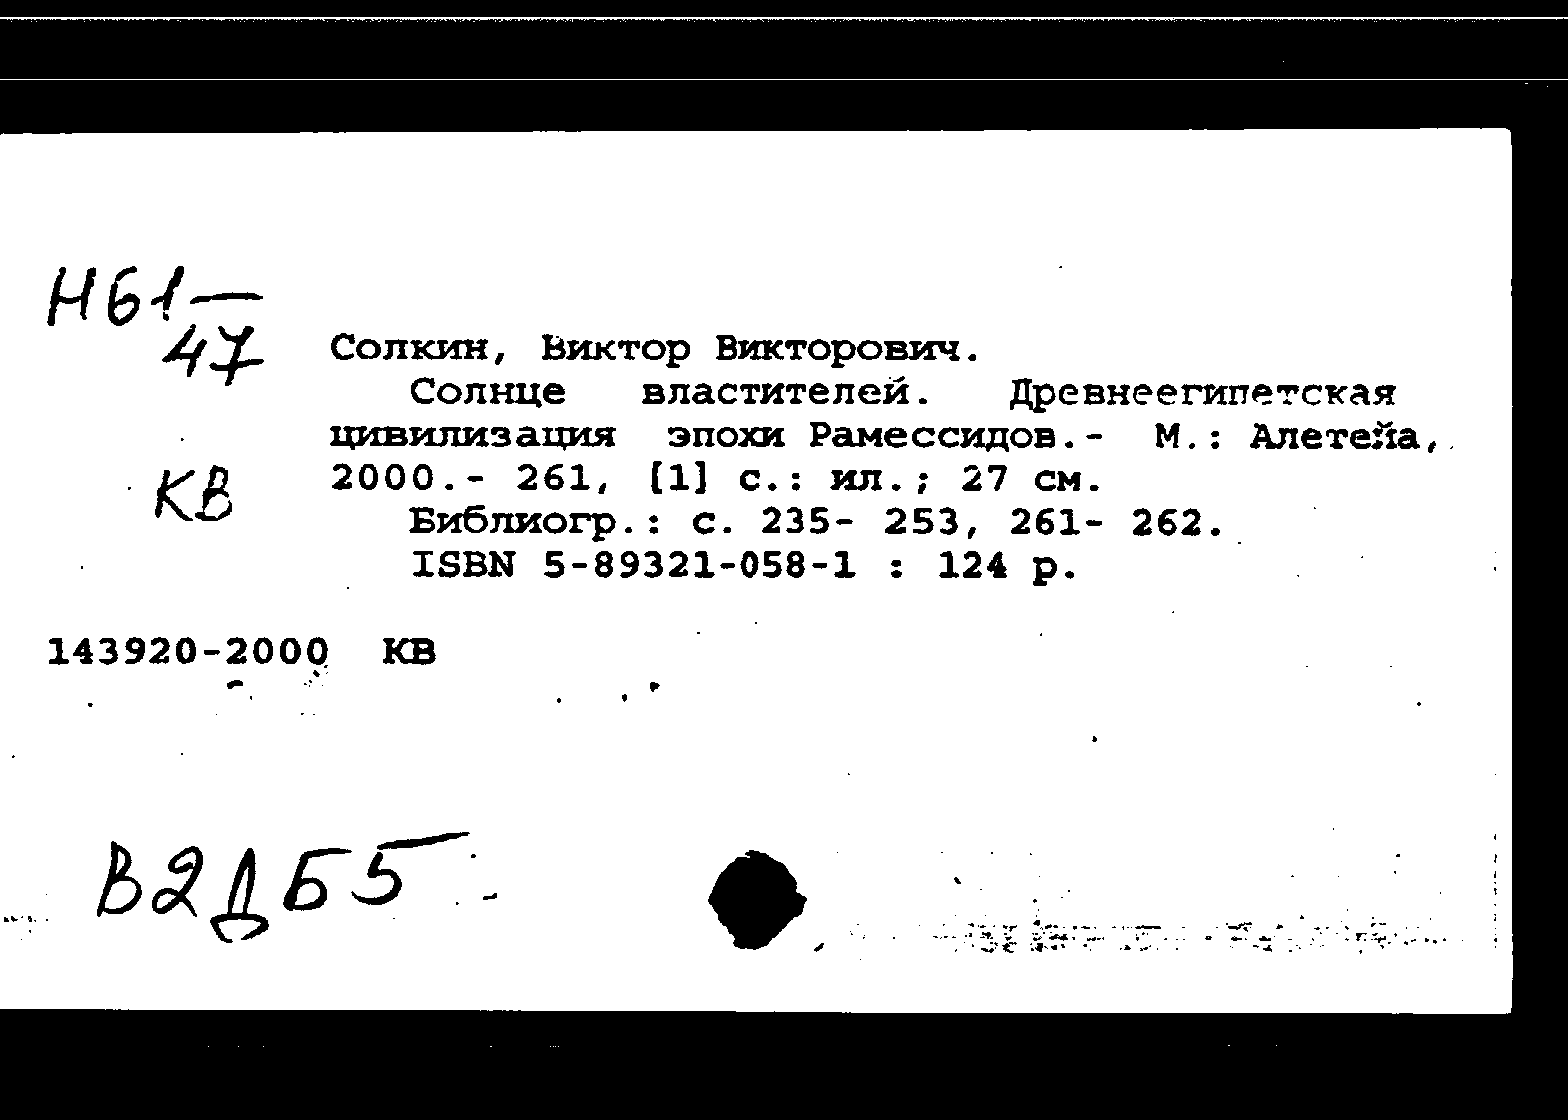 Н61—
47
Солкин, Виктор Викторович.
Солнце властителей. Древнеегипетская
цивилизация эпохи Рамессидов.- М.: Алетейа,
КВ
2000.- 261, [1] с.: ил.; 27 см.
Библиогр.: с. 235- 253, 261- 262.
ISBN 5-89321-058-1 : 124 р.
143920-2000 КВ
В2ДБ5